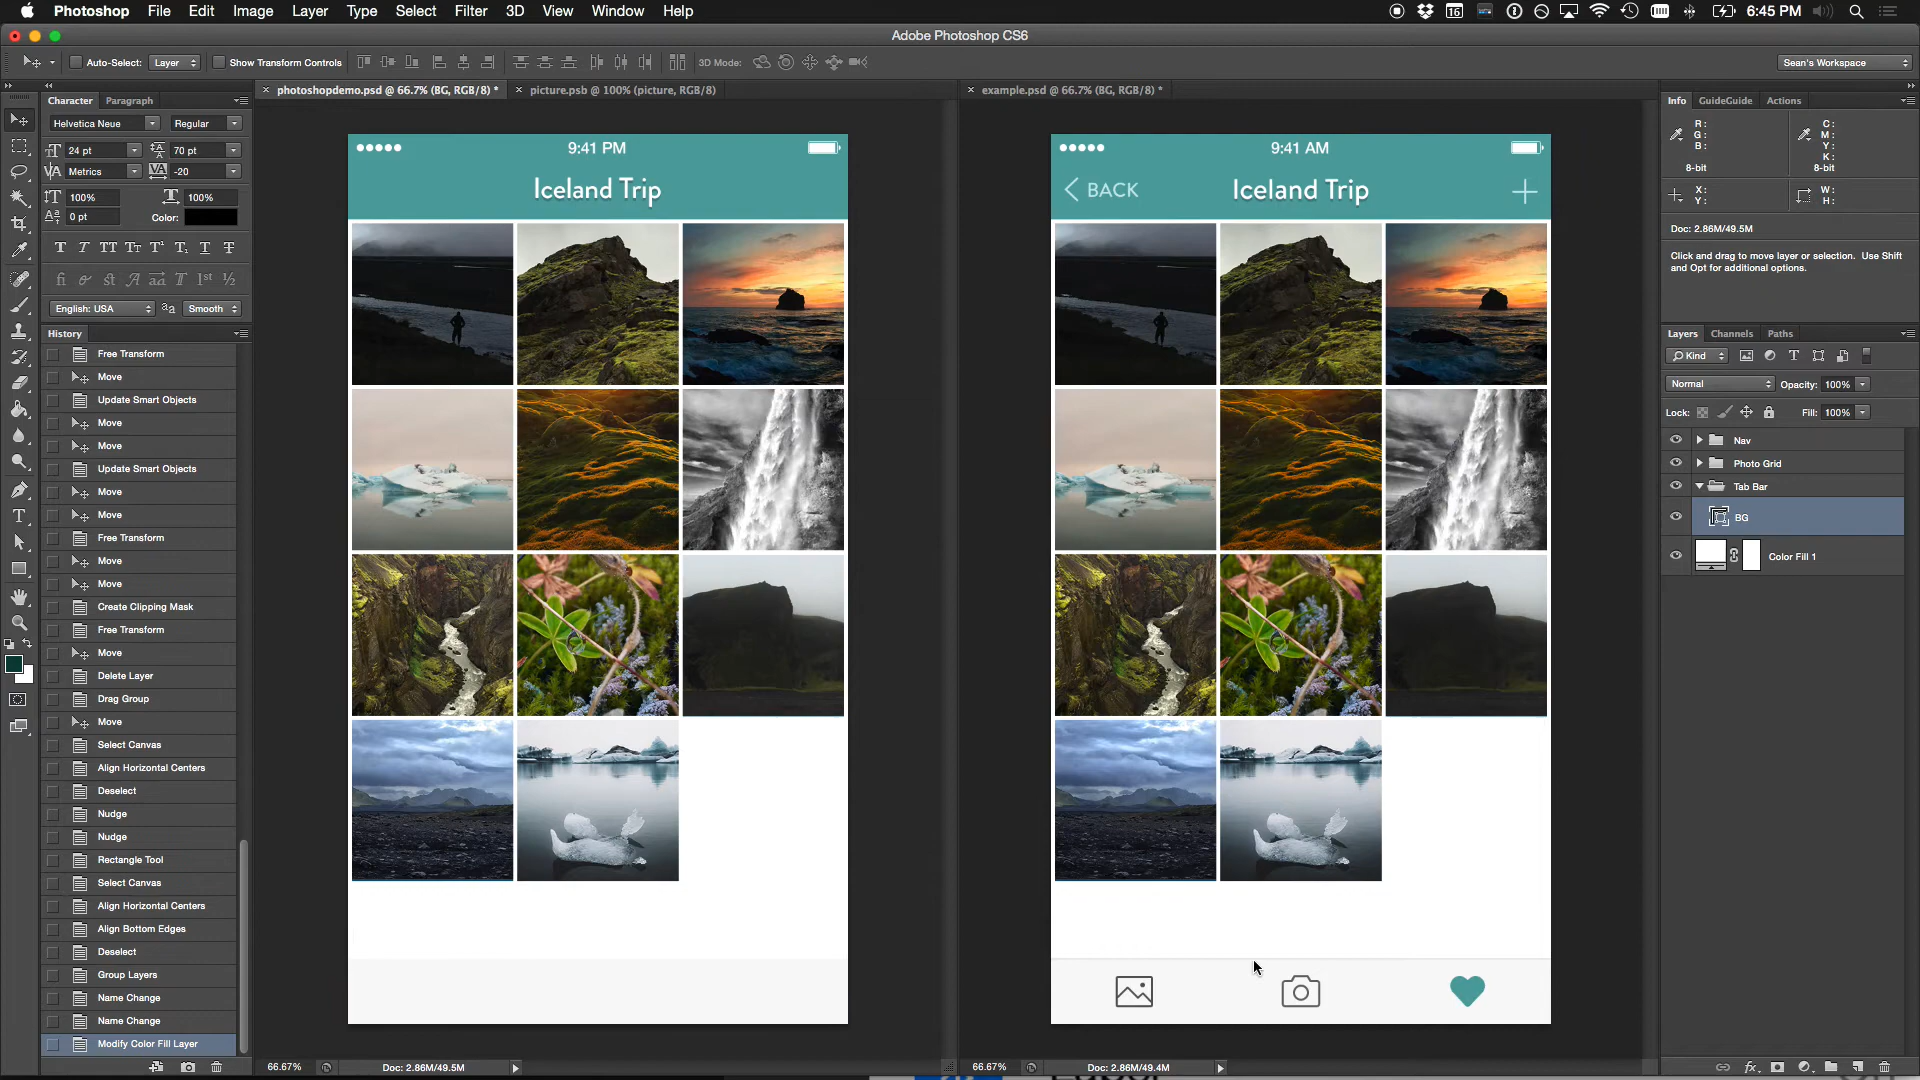 Photoshop File Edit Image Layer Type Select Filter 3D View Window Help
16 6:45 PM
Adobe Photoshop CS6
Auto-Select: Layer Show Transform Controls 3D Mode: Sean's Workspace
Character Paragraph
Helvetica Neue Regular
24 pt 70 pt
Metrics -20
100% 100%
0 pt Color:
English: USA Smooth
History
Free Transform
Move
Update Smart Objects
Move
Move
Update Smart Objects
Move
Move
Free Transform
Move
Move
Create Clipping Mask
Free Transform
Move
Delete Layer
Drag Group
Move
Select Canvas
Align Horizontal Centers
Deselect
Nudge
Nudge
Rectangle Tool
Select Canvas
Align Horizontal Centers
Align Bottom Edges
Deselect
Group Layers
Name Change
Name Change
Modify Color Fill Layer
photoshopdemo.psd @ 66.7% (BG, RGB/8) *
picture.psb @ 100% (picture, RGB/8)
9:41 PM
Iceland Trip
66.67% Doc: 2.86M/49.5M
example.psd @ 66.7% (BG, RGB/8) *
9:41 AM
BACK Iceland Trip
66.67% Doc: 2.86M/49.4M
Info GuideGuide Actions
R: C:
G: M:
B: Y:
K:
8-bit 8-bit
X: W:
Y: H:
Doc: 2.86M/49.5M
Click and drag to move layer or selection. Use Shift
and Opt for additional options.
Layers Channels Paths
Kind
Normal Opacity: 100%
Lock: Fill: 100%
Nav
Photo Grid
Tab Bar
BG
Color Fill 1